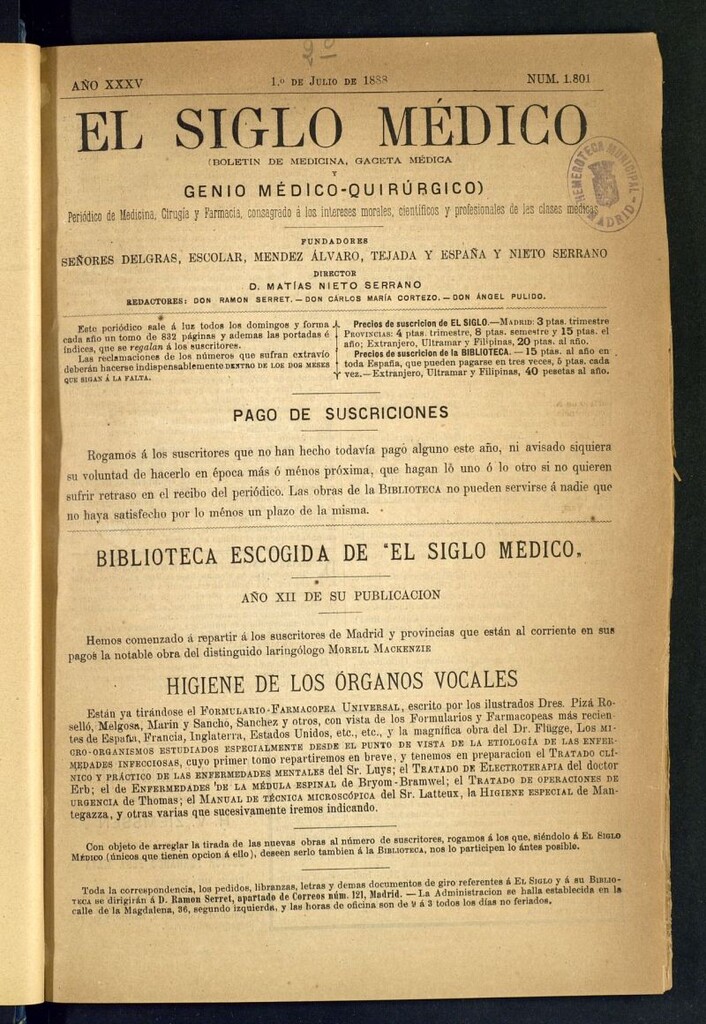 2º
AÑO XXXV 1.º DE JULIO DE 1888 NUM. 1.801
EL SIGLO MÉDICO
(BOLETIN DE MEDICINA, GACETA MÉDICA
Y
GENIO MÉDICO-QUIRÚRGICO)
Periódico de Medicina, Cirugía y Farmacia, consagrado á los intereses morales, científicos y profesionales de las clases médicas
HEMEROTECA MUNICIPAL
MADRID
FUNDADORES
SEÑORES DELGRAS, ESCOLAR, MENDEZ ÁLVARO, TEJADA Y ESPAÑA Y NIETO SERRANO
DIRECTOR
D. MATÍAS NIETO SERRANO
REDACTORES: DON RAMON SERRET.—DON CÁRLOS MARÍA CORTEZO.—DON ÁNGEL PULIDO.
Este periódico sale á luz todos los domingos y forma
cada año un tomo de 832 páginas y ademas las portadas é
índices, que se regalan á los suscritores.
Las reclamaciones de los números que sufran extravío
deberán hacerse indispensablemente DENTRO DE LOS DOS MESES
QUE SIGAN Á LA FALTA.
Precios de suscricion de EL SIGLO.—MADRID: 3 ptas. trimestre
PROVINCIAS: 4 ptas. trimestre, 8 ptas. semestre y 15 ptas. el
año; Extranjero, Ultramar y Filipinas, 20 ptas. al año.
Precios de suscricion de la BIBLIOTECA.—15 ptas. al año en
toda España, que pueden pagarse en tres veces, 5 ptas. cada
vez.—Extranjero, Ultramar y Filipinas, 40 pesetas al año.
PAGO DE SUSCRICIONES
Rogamos á los suscritores que no han hecho todavía pago alguno este año, ni avisado siquiera
su voluntad de hacerlo en época más ó ménos próxima, que hagan lo uno ó lo otro si no quieren
sufrir retraso en el recibo del periódico. Las obras de la BIBLIOTECA no pueden servirse á nadie que
no haya satisfecho por lo ménos un plazo de la misma.
BIBLIOTECA ESCOGIDA DE "EL SIGLO MÉDICO„
AÑO XII DE SU PUBLICACION
Hemos comenzado á repartir á los suscritores de Madrid y provincias que están al corriente en sus
pagos la notable obra del distinguido laringólogo MORELL MACKENZIE
HIGIENE DE LOS ÓRGANOS VOCALES
Están ya tirándose el FORMULARIO-FARMACOPEA UNIVERSAL, escrito por los ilustrados Dres. Pizá Ro-
selló, Melgosa, Marin y Sancho, Sanchez y otros, con vista de los Formularios y Farmacopeas más recien-
tes de España, Francia, Inglaterra, Estados Unidos, etc., etc., y la magnífica obra del Dr. Flügge, LOS MI-
CRO-ORGANISMOS ESTUDIADOS ESPECIALMENTE DESDE EL PUNTO DE VISTA DE LA ETIOLOGÍA DE LAS ENFER-
MEDADES INFECCIOSAS, cuyo primer tomo repartiremos en breve, y tenemos en preparacion el TRATADO CLÍ-
NICO Y PRÁCTICO DE LAS ENFERMEDADES MENTALES del Sr. Luys; el TRATADO DE ELECTROTERAPIA del doctor
Erb; el de ENFERMEDADES DE LA MÉDULA ESPINAL de Bryom-Bramwel; el TRATADO DE OPERACIONES DE
URGENCIA de Thomas; el MANUAL DE TÉCNICA MICROSCÓPICA del Sr. Latteux, la HIGIENE ESPECIAL de Man-
tegazza, y otras varias que sucesivamente iremos indicando.
Con objeto de arreglar la tirada de las nuevas obras al número de suscritores, rogamos á los que, siéndolo á EL SIGLO
MÉDICO (únicos que tienen opcion á ello), deseen serlo tambien á la BIBLIOTECA, nos lo participen lo ántes posible.
Toda la correspondencia, los pedidos, libranzas, letras y demas documentos de giro referentes á EL SIGLO y á su BIBLIO-
TECA se dirigirán á D. Ramon Serret, apartado de Correos núm. 121, Madrid. — La Administracion se halla establecida en la
calle de la Magdalena, 36, segundo izquierda, y las horas de oficina son de 9 á 3 todos los días no feriados.